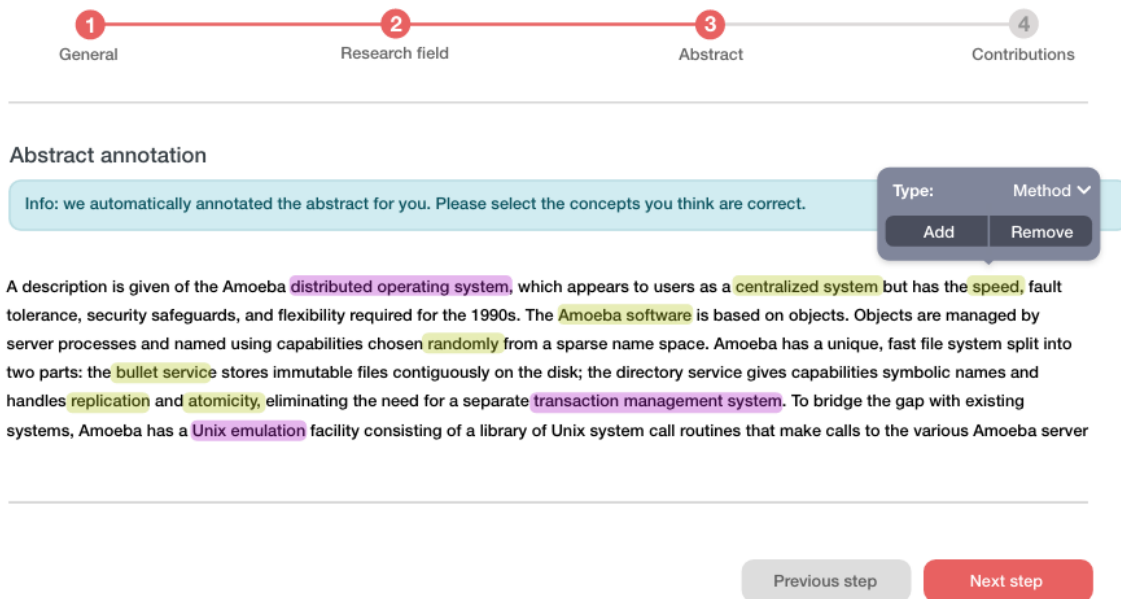 1 2 3 4
General Research field Abstract Contributions
Abstract annotation
Info: we automatically annotated the abstract for you. Please select the concepts you think are correct.
Type: Method
Add Remove
A description is given of the Amoeba distributed operating system, which appears to users as a centralized system but has the speed, fault
tolerance, security safeguards, and flexibility required for the 1990s. The Amoeba software is based on objects. Objects are managed by
server processes and named using capabilities chosen randomly from a sparse name space. Amoeba has a unique, fast file system split into
two parts: the bullet service stores immutable files contiguously on the disk; the directory service gives capabilities symbolic names and
handles replication and atomicity, eliminating the need for a separate transaction management system. To bridge the gap with existing
systems, Amoeba has a Unix emulation facility consisting of a library of Unix system call routines that make calls to the various Amoeba server
Previous step Next step